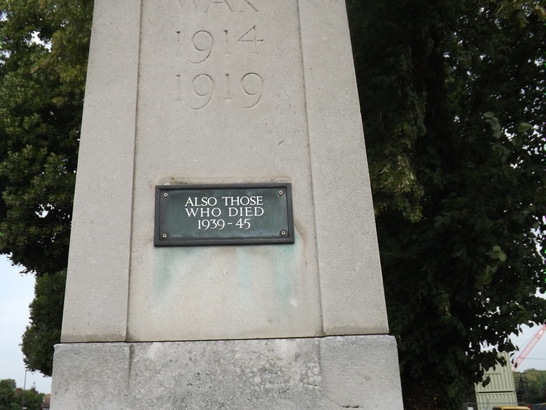 WAR
1914
1919
ALSO THOSE
WHO DIED
1939-45